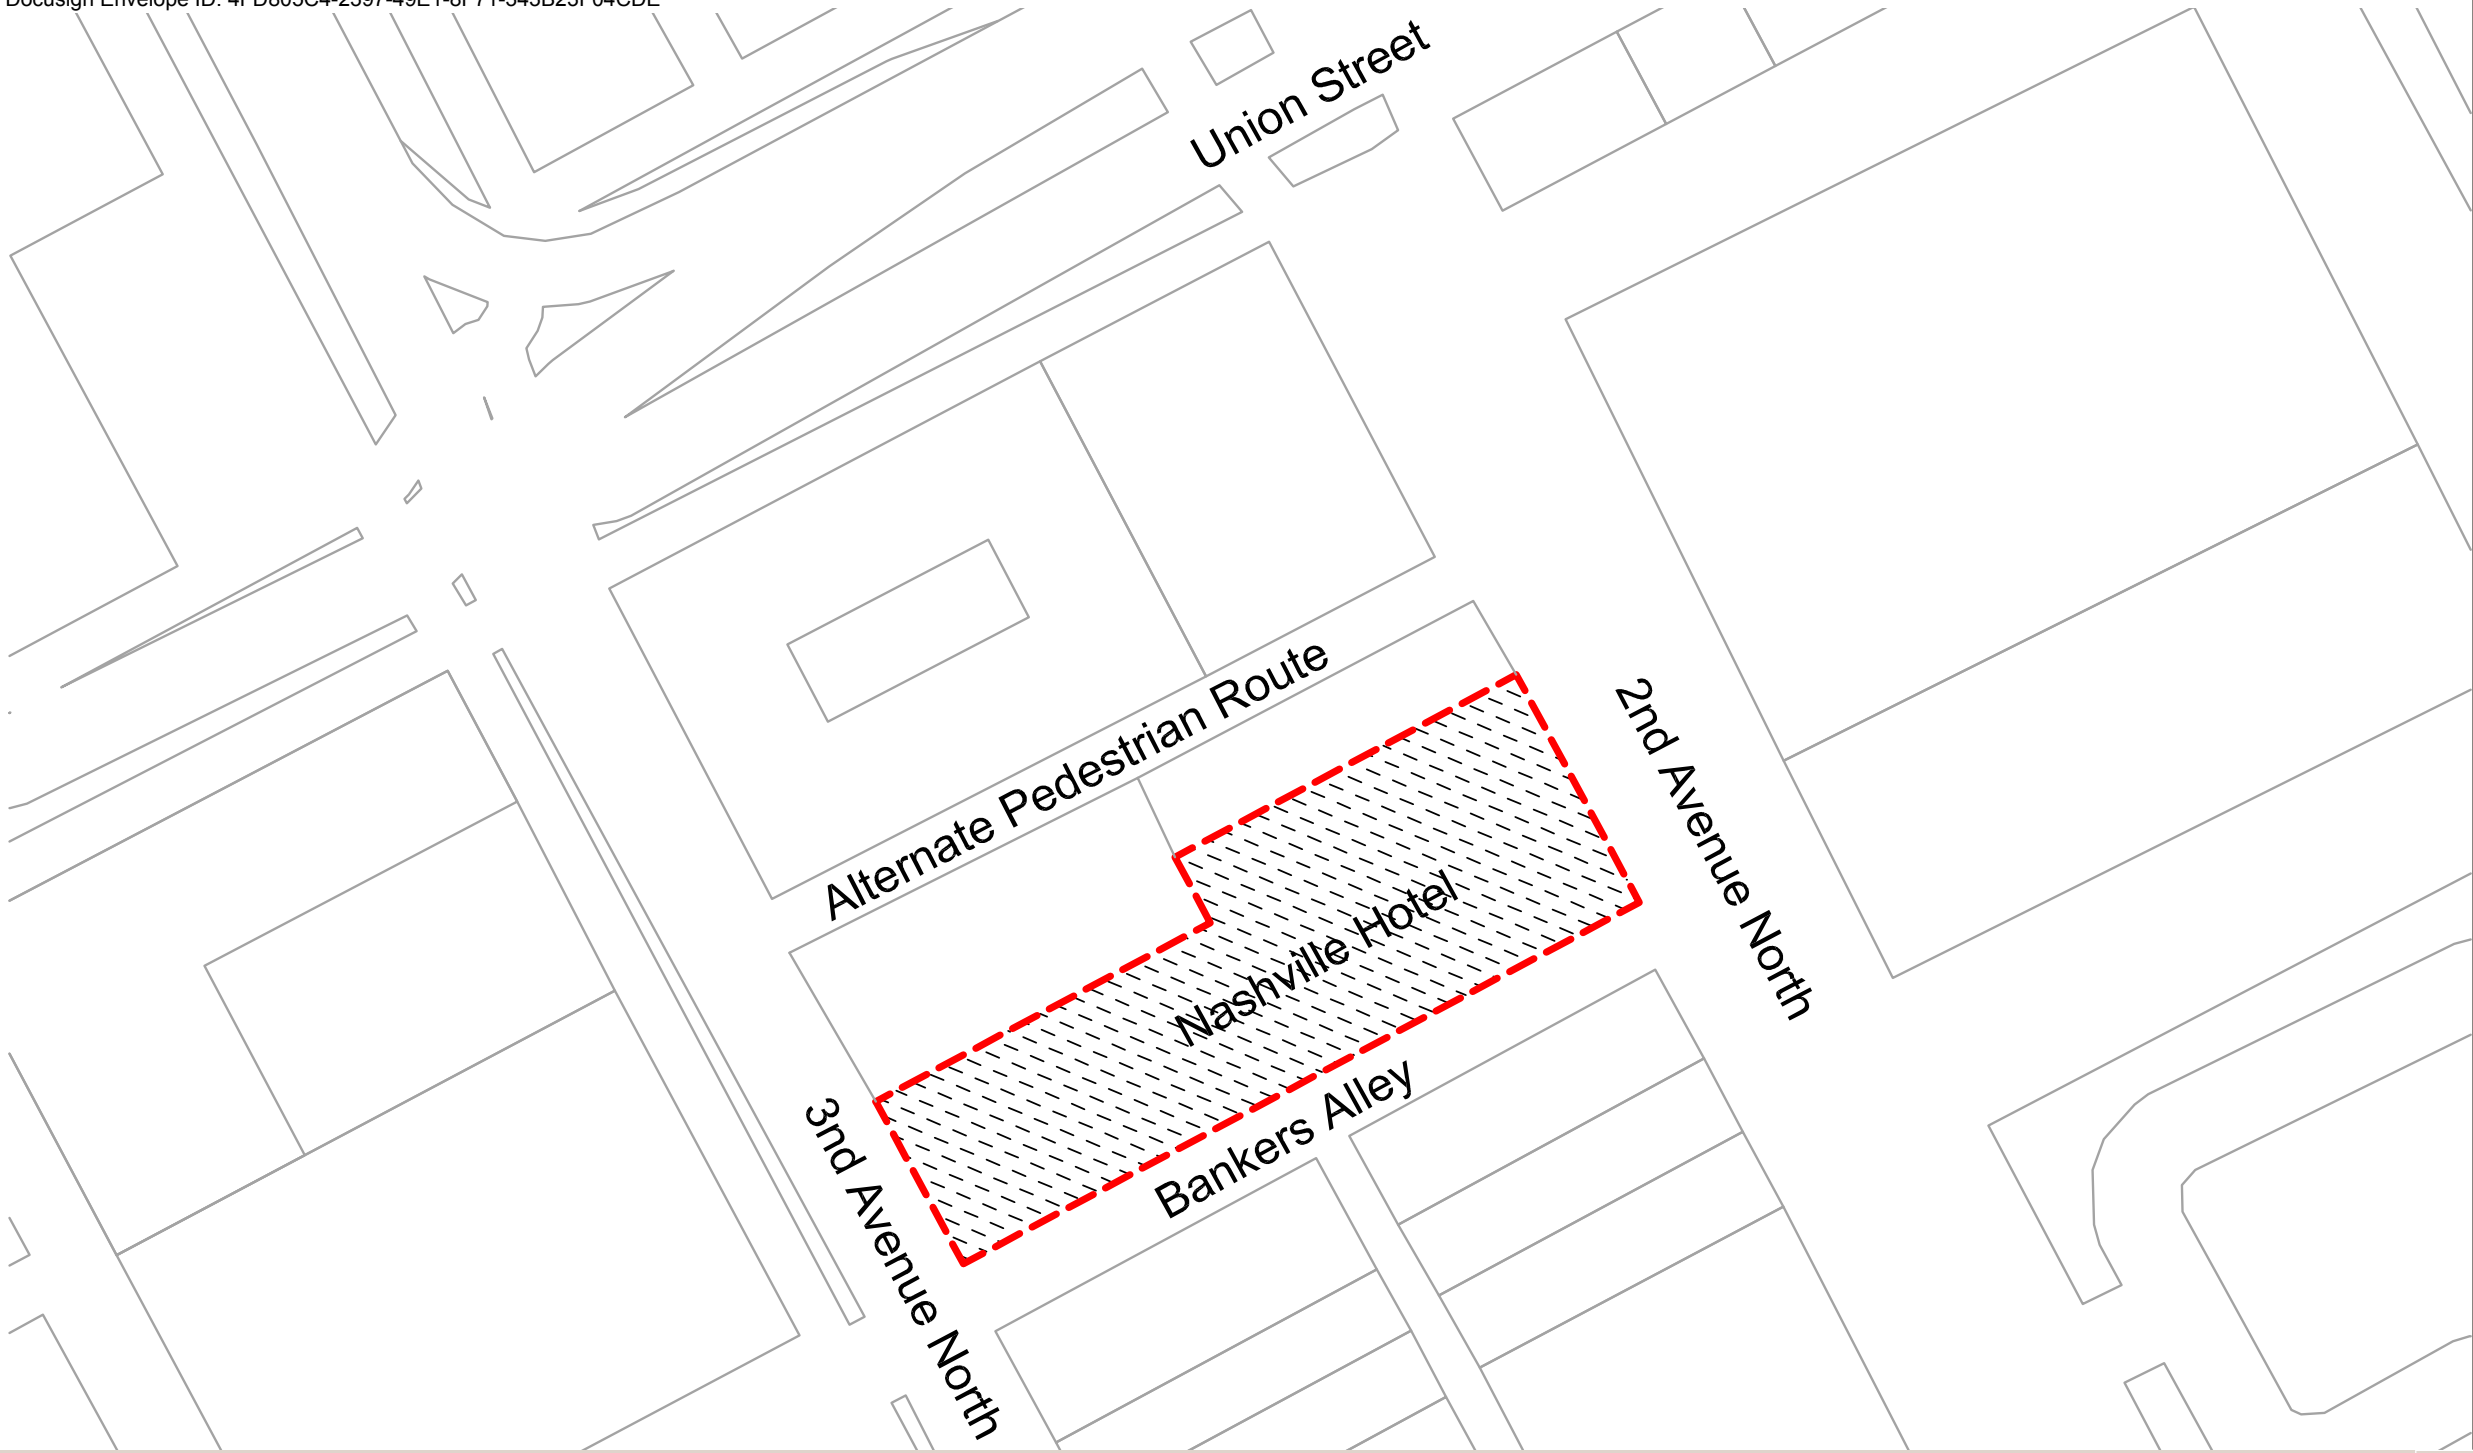 Union Street
Alternate Pedestrian Route
2nd Avenue North
Nashville Hotel
Bankers Alley
3nd Avenue North